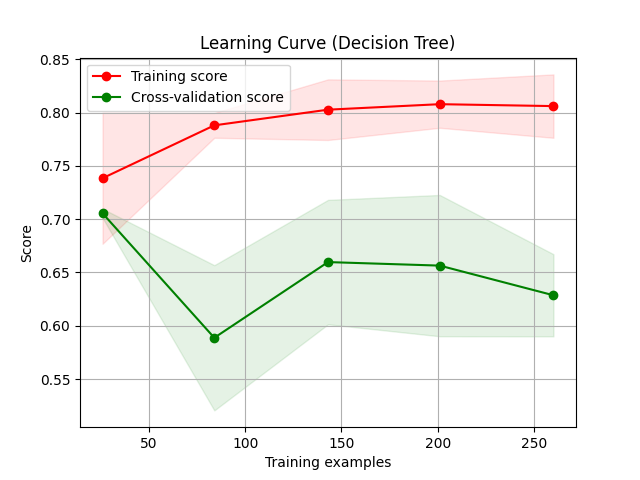 Learning Curve (Decision Tree)
Training score
Cross-validation score
Score
0.85
0.80
0.75
0.70
0.65
0.60
0.55
50 100 150 200 250
Training examples